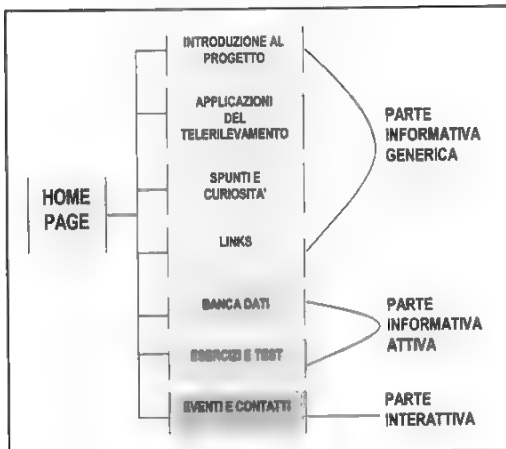 INTRODUZIONE AL
PROGETTO
APPLICAZIONI
DEL
TELERILEVAMENTO
SPUNTI E
CURIOSITA'
LINKS
BANCA DATI
ESERCIZI E TEST
EVENTI E CONTATTI
HOME
PAGE
PARTE
INFORMATIVA
GENERICA
PARTE
INFORMATIVA
ATTIVA
PARTE
INTERATTIVA